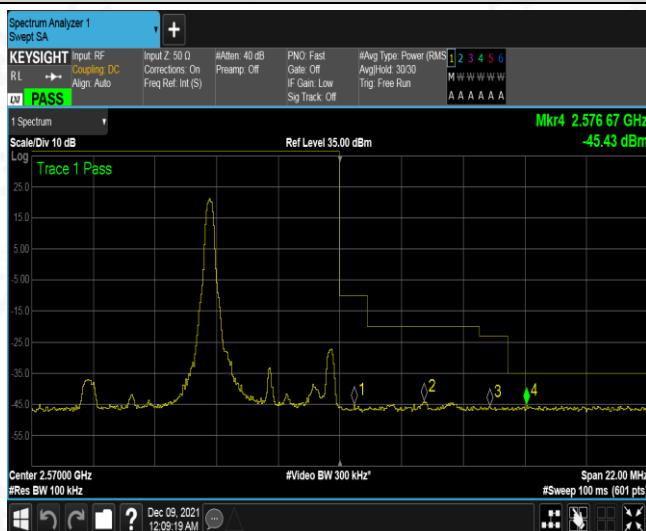 Spectrum Analyzer 1
Swept SA
KEYSIGHT
RL
LXI
PASS
Input: RF
Coupling: DC
Align: Auto
Input Z: 50 Ω
Corrections: On
Freq Ref: Int (S)
#Atten: 40 dB
Preamp: Off
PNO: Fast
Gate: Off
IF Gain: Low
Sig Track: Off
#Avg Type: Power (RMS
Avg|Hold: 30/30
Trig: Free Run
1 2 3 4 5 6
M W W W W W
A A A A A A
1 Spectrum
Mkr4 2.576 67 GHz
Scale/Div 10 dB
Ref Level 35.00 dBm
-45.43 dBm
Log
Trace 1 Pass
25.0
15.0
5.00
-5.00
-15.0
-25.0
-35.0
-45.0
-55.0
1
2
3
4
Center 2.57000 GHz
#Video BW 300 kHz*
Span 22.00 MHz
#Res BW 100 kHz
#Sweep 100 ms (601 pts)
?
Dec 09, 2021
12:09:19 AM